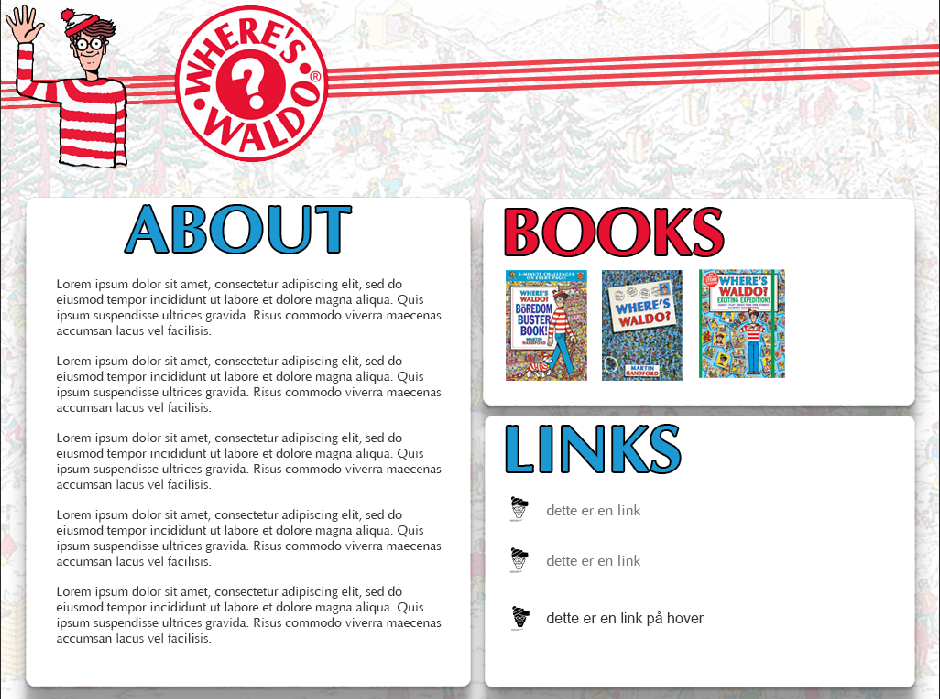 WHERE'S
WALDO
?
®
ABOUT
Lorem ipsum dolor sit amet, consectetur adipiscing elit, sed do
eiusmod tempor incididunt ut labore et dolore magna aliqua. Quis
ipsum suspendisse ultrices gravida. Risus commodo viverra maecenas
accumsan lacus vel facilisis.
Lorem ipsum dolor sit amet, consectetur adipiscing elit, sed do
eiusmod tempor incididunt ut labore et dolore magna aliqua. Quis
ipsum suspendisse ultrices gravida. Risus commodo viverra maecenas
accumsan lacus vel facilisis.
Lorem ipsum dolor sit amet, consectetur adipiscing elit, sed do
eiusmod tempor incididunt ut labore et dolore magna aliqua. Quis
ipsum suspendisse ultrices gravida. Risus commodo viverra maecenas
accumsan lacus vel facilisis.
Lorem ipsum dolor sit amet, consectetur adipiscing elit, sed do
eiusmod tempor incididunt ut labore et dolore magna aliqua. Quis
ipsum suspendisse ultrices gravida. Risus commodo viverra maecenas
accumsan lacus vel facilisis.
Lorem ipsum dolor sit amet, consectetur adipiscing elit, sed do
eiusmod tempor incididunt ut labore et dolore magna aliqua. Quis
ipsum suspendisse ultrices gravida. Risus commodo viverra maecenas
accumsan lacus vel facilisis.
BOOKS
5-MINUTE CHALLENGES
ON EVERY PAGE!
WHERE'S
WALDO?
THE
BOREDOM
BUSTER
BOOK!
MARTIN
HANDFORD
WHERE'S
WALDO?
MARTIN
HANDFORD
WHERE'S
WALDO?
EXCITING EXPEDITIONS
LINKS
dette er en link
dette er en link
dette er en link på hover